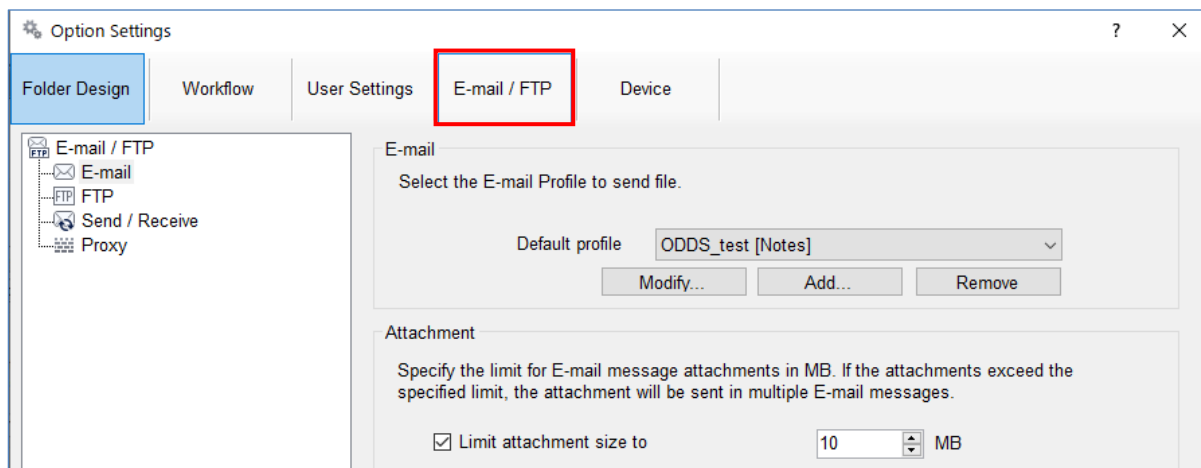 Option Settings ?
Folder Design Workflow User Settings E-mail / FTP Device
FTP E-mail / FTP
E-mail
FTP FTP
Send / Receive
Proxy
E-mail
Select the E-mail Profile to send file.
Default profile ODDS_test [Notes]
Modify... Add... Remove
Attachment
Specify the limit for E-mail message attachments in MB. If the attachments exceed the
specified limit, the attachment will be sent in multiple E-mail messages.
Limit attachment size to 10 MB